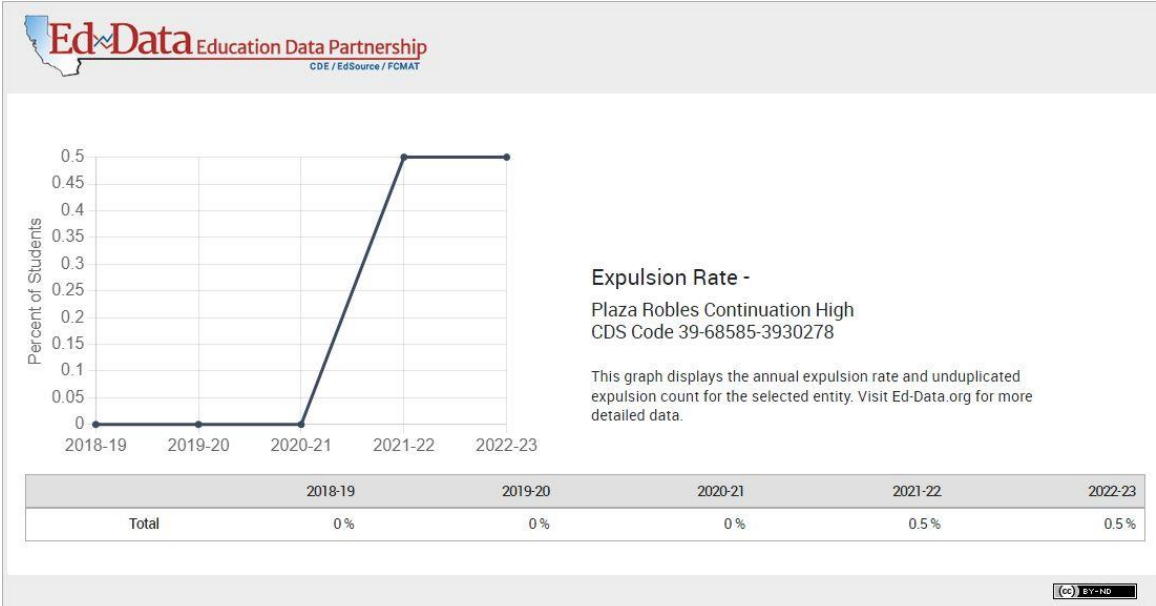 Ed Data Education Data Partnership
CDE / EdSource / FCMAT
Percent of Students
0.5
0.45
0.4
0.35
0.3
0.25
0.2
0.15
0.1
0.05
0
2018-19 2019-20 2020-21 2021-22 2022-23
Expulsion Rate -
Plaza Robles Continuation High
CDS Code 39-68585-3930278
This graph displays the annual expulsion rate and unduplicated
expulsion count for the selected entity. Visit Ed-Data.org for more
detailed data.
2018-19 2019-20 2020-21 2021-22 2022-23
Total 0 % 0 % 0 % 0.5 % 0.5 %
(cc) BY-ND